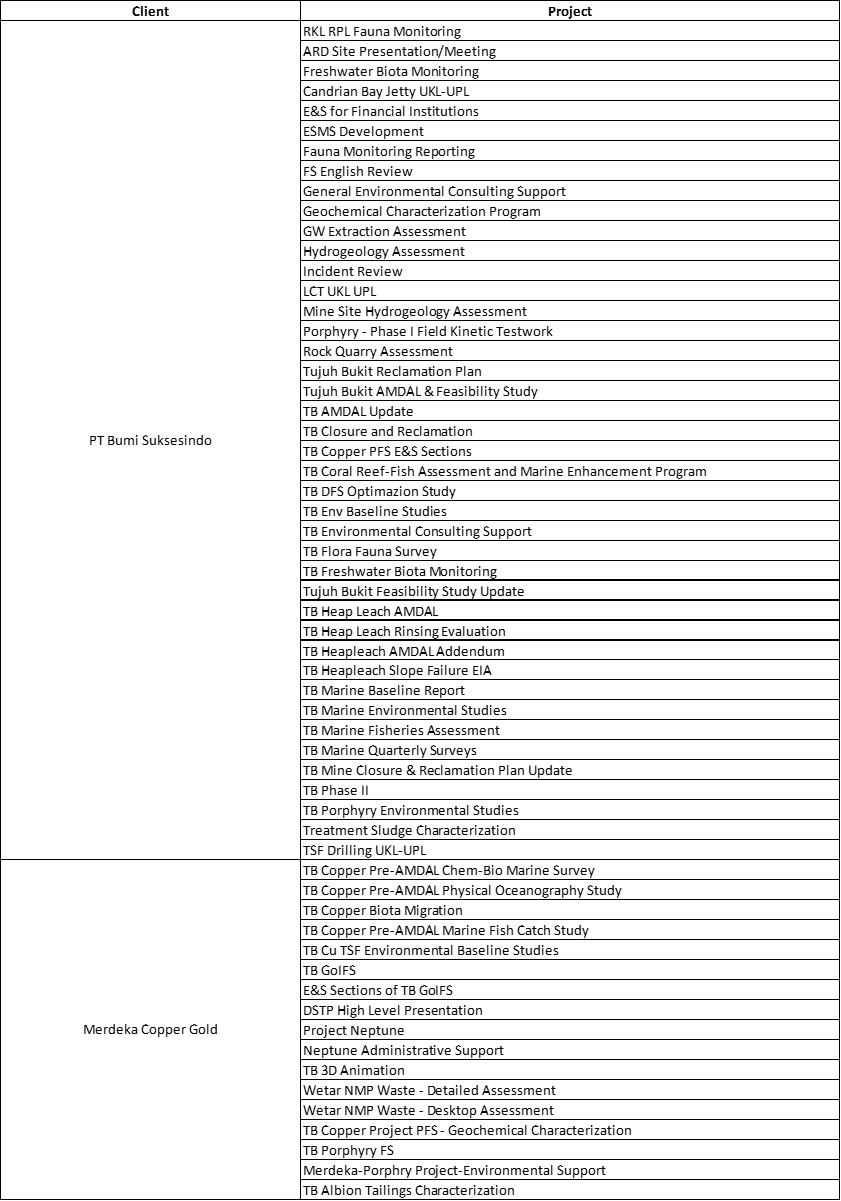 Client Project
RKL RPL Fauna Monitoring
ARD Site Presentation/Meeting
Freshwater Biota Monitoring
Candrian Bay Jetty UKL-UPL
E&S for Financial Institutions
ESMS Development
Fauna Monitoring Reporting
FS English Review
General Environmental Consulting Support
Geochemical Characterization Program
GW Extraction Assessment
Hydrogeology Assessment
Incident Review
LCT UKL UPL
Mine Site Hydrogeology Assessment
Porphyry - Phase I Field Kinetic Testwork
Rock Quarry Assessment
Tujuh Bukit Reclamation Plan
Tujuh Bukit AMDAL & Feasibility Study
TB AMDAL Update
TB Closure and Reclamation
PT Bumi Suksesindo
TB Copper PFS E&S Sections
TB Coral Reef-Fish Assessment and Marine Enhancement Program
TB DFS Optimazion Study
TB Env Baseline Studies
TB Environmental Consulting Support
TB Flora Fauna Survey
TB Freshwater Biota Monitoring
Tujuh Bukit Feasibility Study Update
TB Heap Leach AMDAL
TB Heap Leach Rinsing Evaluation
TB Heapleach AMDAL Addendum
TB Heapleach Slope Failure EIA
TB Marine Baseline Report
TB Marine Environmental Studies
TB Marine Fisheries Assessment
TB Marine Quarterly Surveys
TB Mine Closure & Reclamation Plan Update
TB Phase II
TB Porphyry Environmental Studies
Treatment Sludge Characterization
TSF Drilling UKL-UPL
TB Copper Pre-AMDAL Chem-Bio Marine Survey
TB Copper Pre-AMDAL Physical Oceanography Study
TB Copper Biota Migration
TB Copper Pre-AMDAL Marine Fish Catch Study
TB Cu TSF Environmental Baseline Studies
TB GoIFS
E&S Sections of TB GoIFS
DSTP High Level Presentation
Merdeka Copper Gold Project Neptune
Neptune Administrative Support
TB 3D Animation
Wetar NMP Waste - Detailed Assessment
Wetar NMP Waste - Desktop Assessment
TB Copper Project PFS - Geochemical Characterization
TB Porphyry FS
Merdeka-Porphry Project-Environmental Support
TB Albion Tailings Characterization